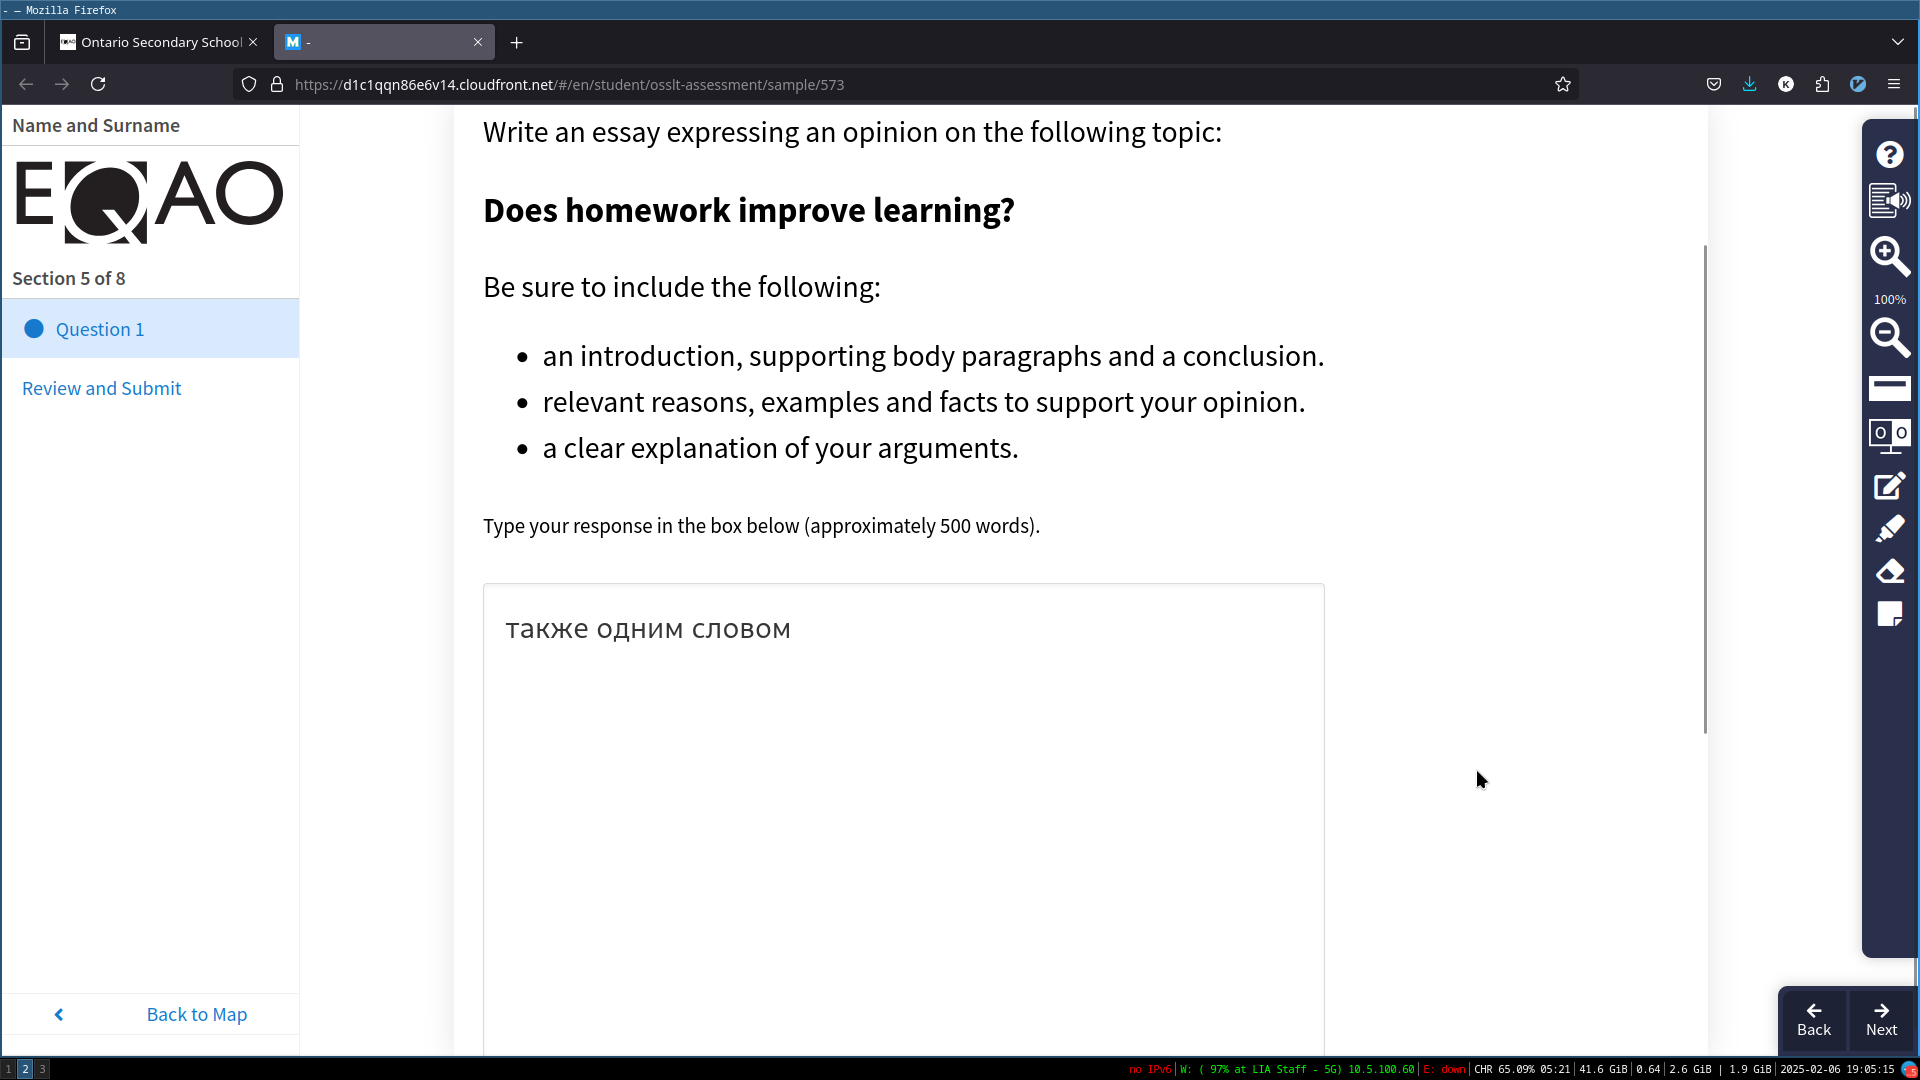 - — Mozilla Firefox
Ontario Secondary School
M -
https://d1c1qqn86e6v14.cloudfront.net/#/en/student/osslt-assessment/sample/573
K
Name and Surname
EQAO
Section 5 of 8
Question 1
Review and Submit
Back to Map
Write an essay expressing an opinion on the following topic:
Does homework improve learning?
Be sure to include the following:
• an introduction, supporting body paragraphs and a conclusion.
• relevant reasons, examples and facts to support your opinion.
• a clear explanation of your arguments.
Type your response in the box below (approximately 500 words).
также одним словом
?
100%
O O
Back
Next
1 2 3
no IPv6 | W: ( 97% at LIA Staff - 5G) 10.5.100.60 | E: down | CHR 65.09% 05:21 | 41.6 GiB | 0.64 | 2.6 GiB | 1.9 GiB | 2025-02-06 19:05:15